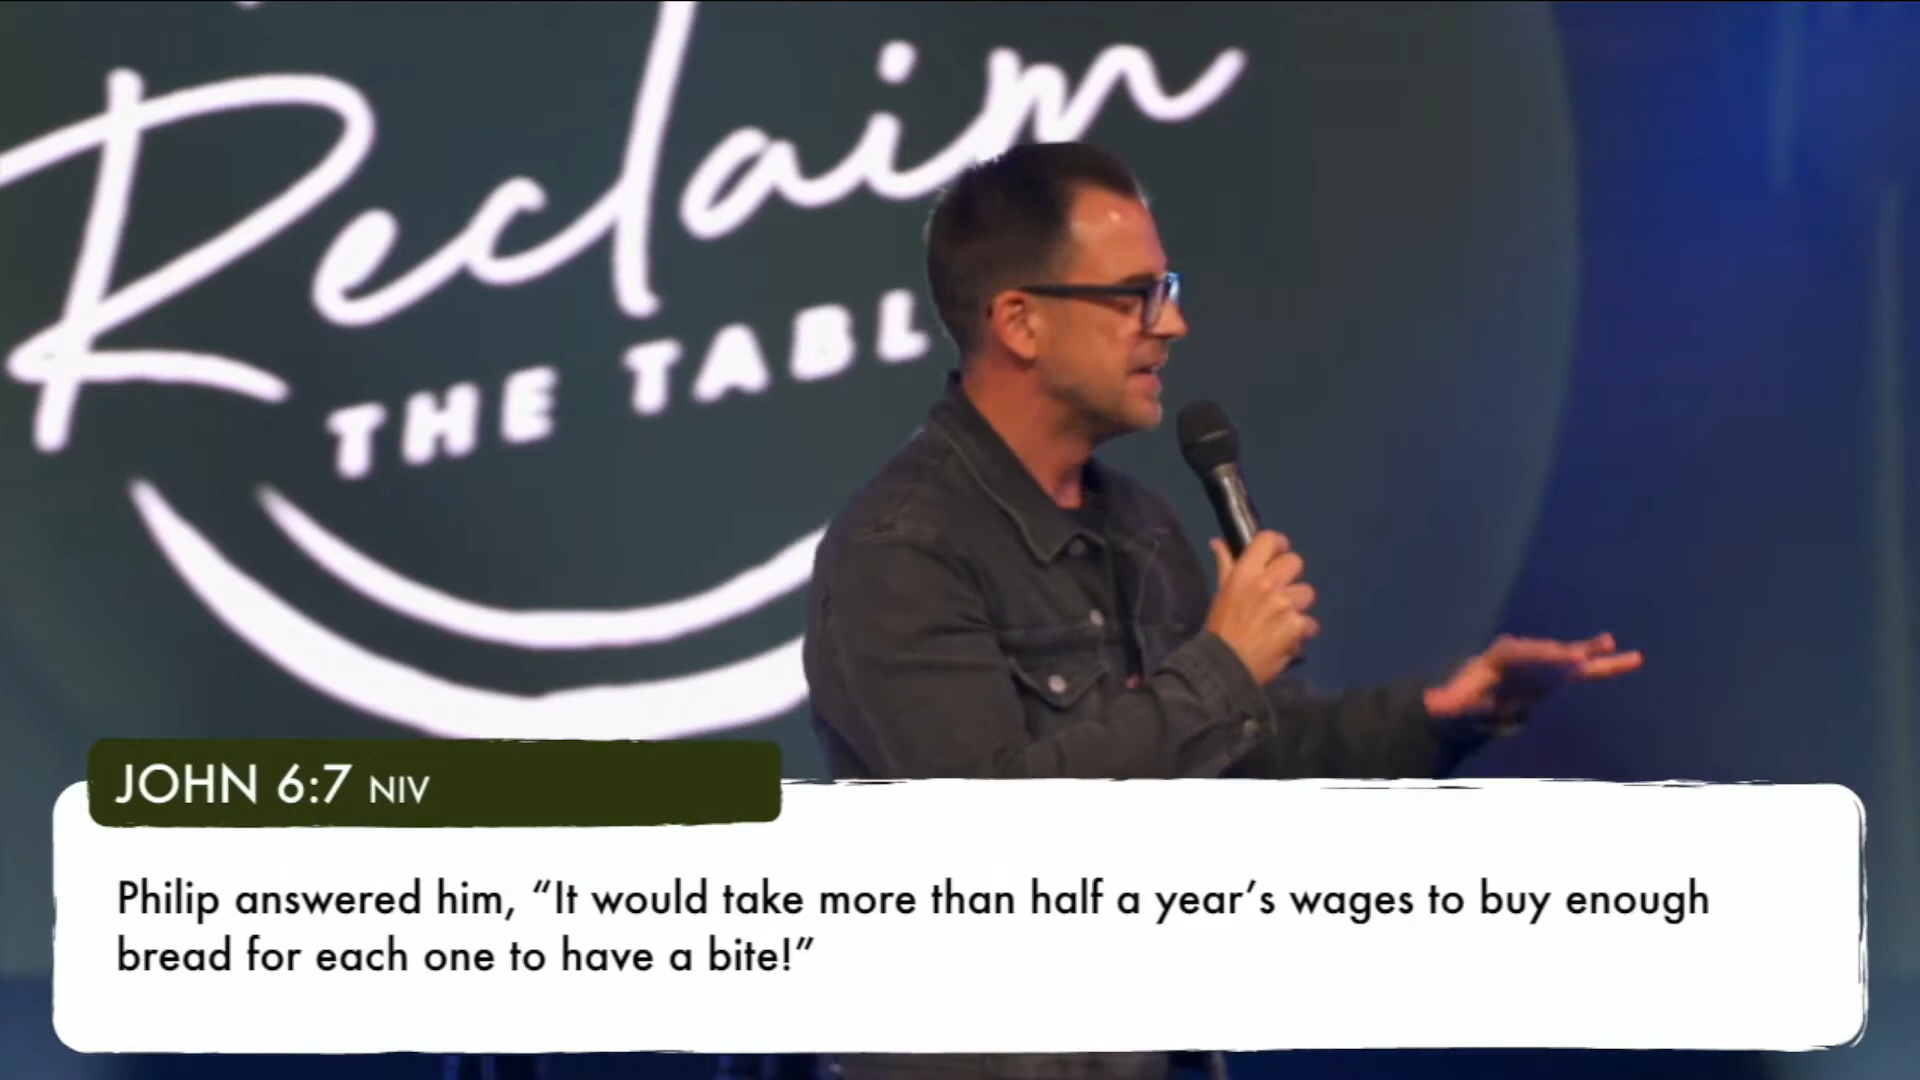 Reclaim
THE TABL
JOHN 6:7 NIV
Philip answered him, “It would take more than half a year’s wages to buy enough
bread for each one to have a bite!”